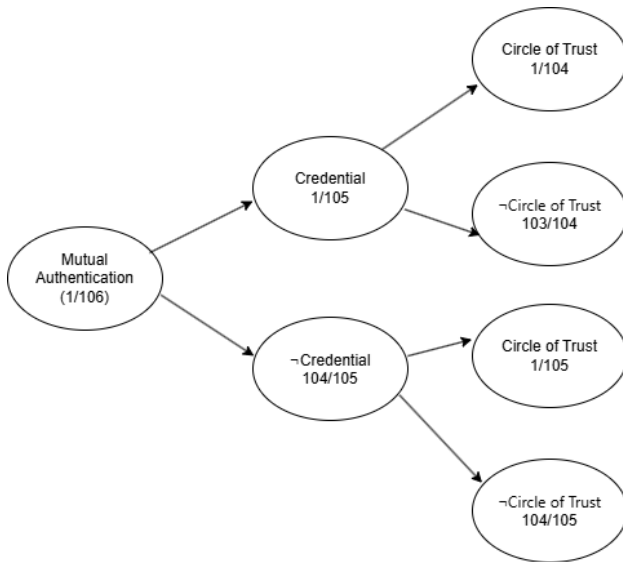 Circle of Trust
1/104
Credential
1/105
¬Circle of Trust
103/104
Mutual
Authentication
(1/106)
¬Credential
104/105
Circle of Trust
1/105
¬Circle of Trust
104/105